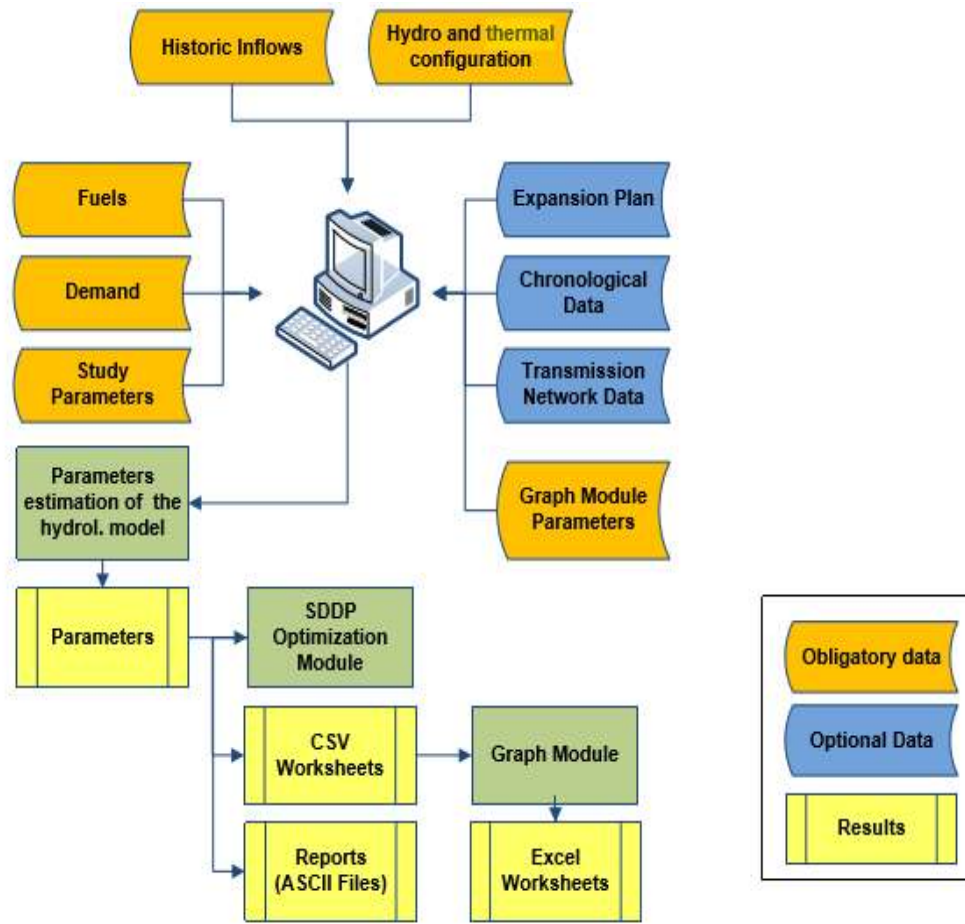 Historic Inflows
Hydro and thermal
configuration
Fuels
Demand
Study
Parameters
Expansion Plan
Chronological
Data
Transmission
Network Data
Graph Module
Parameters
Parameters
estimation of the
hydrol. model
Parameters
SDDP
Optimization
Module
CSV
Worksheets
Graph Module
Reports
(ASCII Files)
Excel
Worksheets
Obligatory data
Optional Data
Results